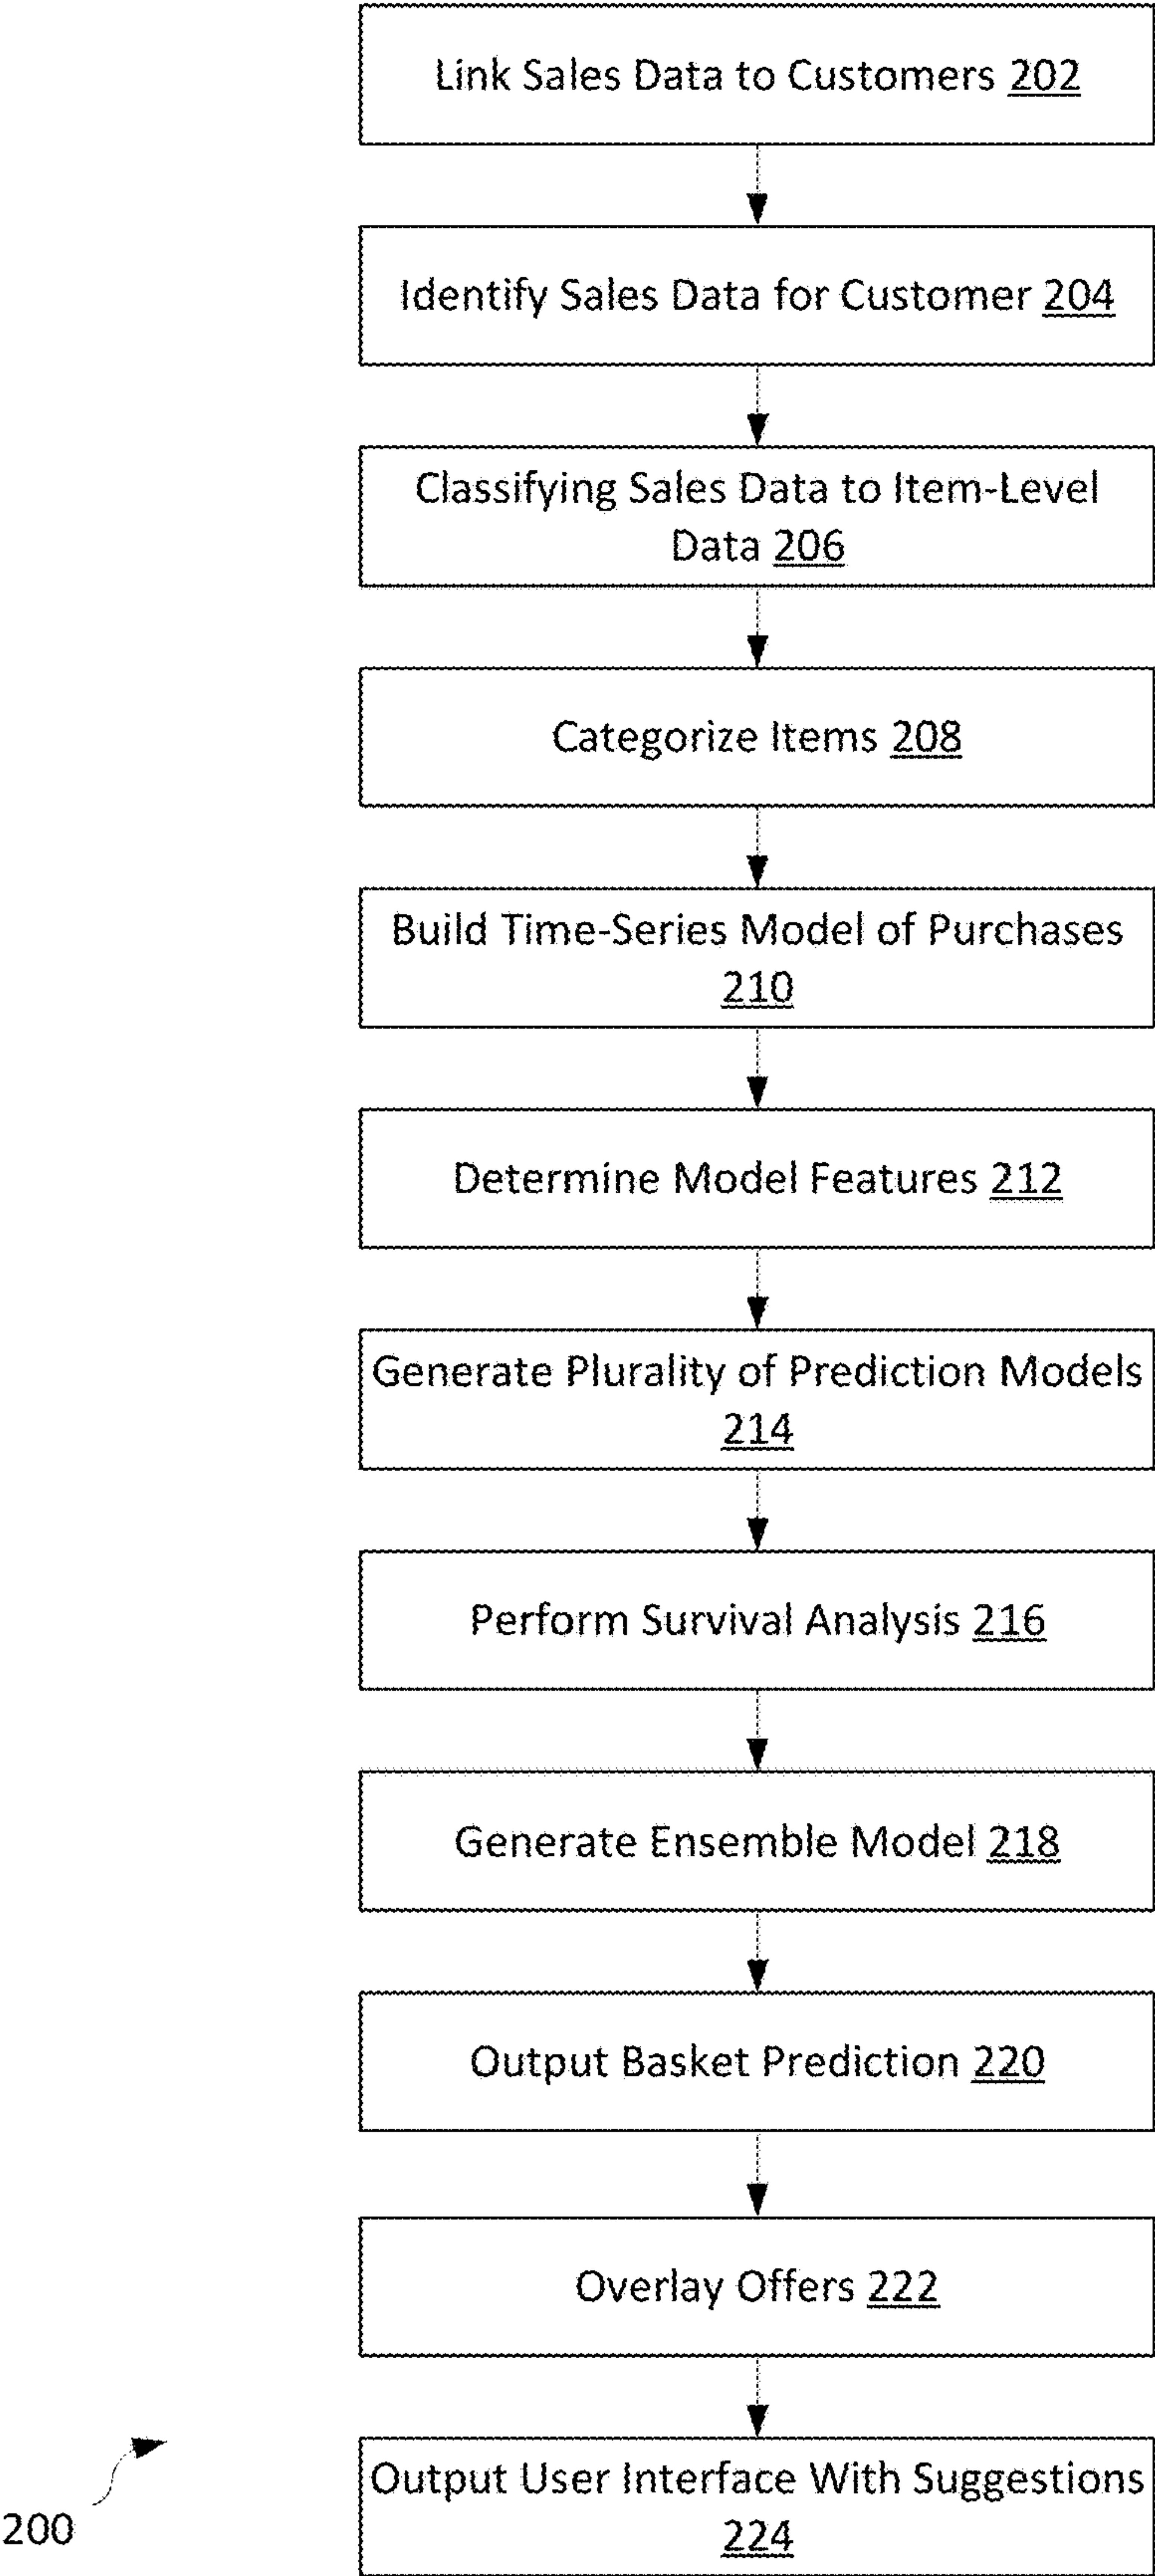 Link Sales Data to Customers 202
Identify Sales Data for Customer 204
Classifying Sales Data to Item-Level
Data 206
Categorize Items 208
Build Time-Series Model of Purchases
210
Determine Model Features 212
Generate Plurality of Prediction Models
214
Perform Survival Analysis 216
Generate Ensemble Model 218
Output Basket Prediction 220
Overlay Offers 222
Output User Interface With Suggestions
224
200